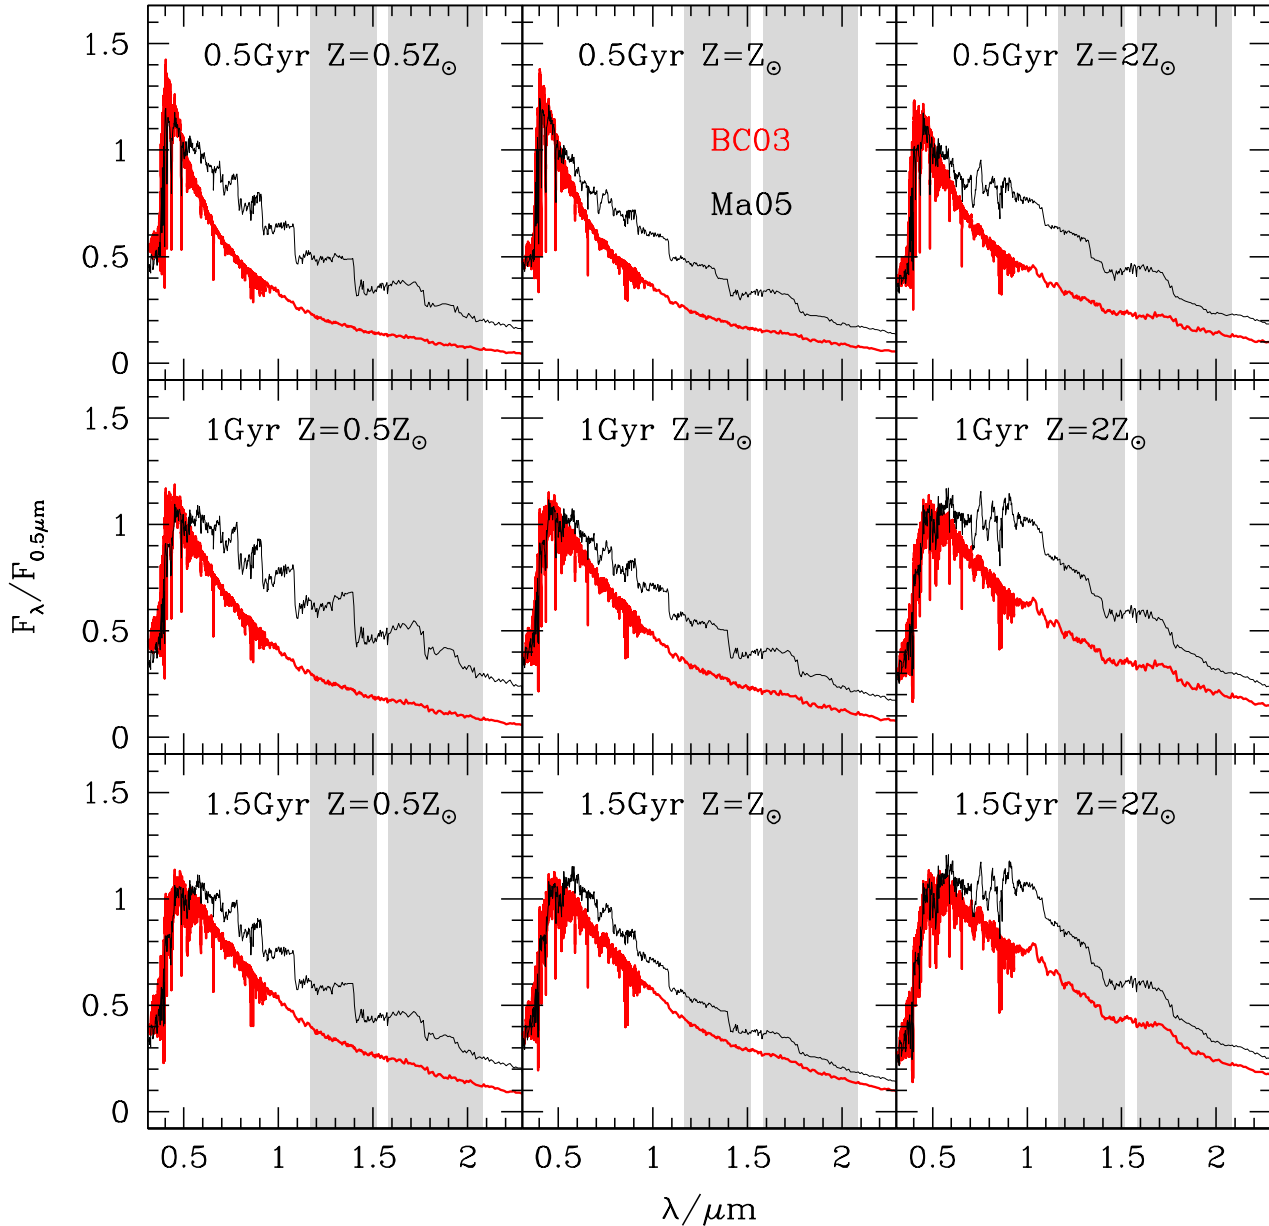 0.5Gyr Z=0.5Z⊙
0.5Gyr Z=Z⊙
0.5Gyr Z=2Z⊙
BC03
Ma05
1.5
1
0.5
0
1Gyr Z=0.5Z⊙
1Gyr Z=Z⊙
1Gyr Z=2Z⊙
1.5
1
0.5
0
F_λ/F_0.5μm
1.5Gyr Z=0.5Z⊙
1.5Gyr Z=Z⊙
1.5Gyr Z=2Z⊙
1.5
1
0.5
0
0.5 1 1.5 2 0.5 1 1.5 2 0.5 1 1.5 2
λ/μm